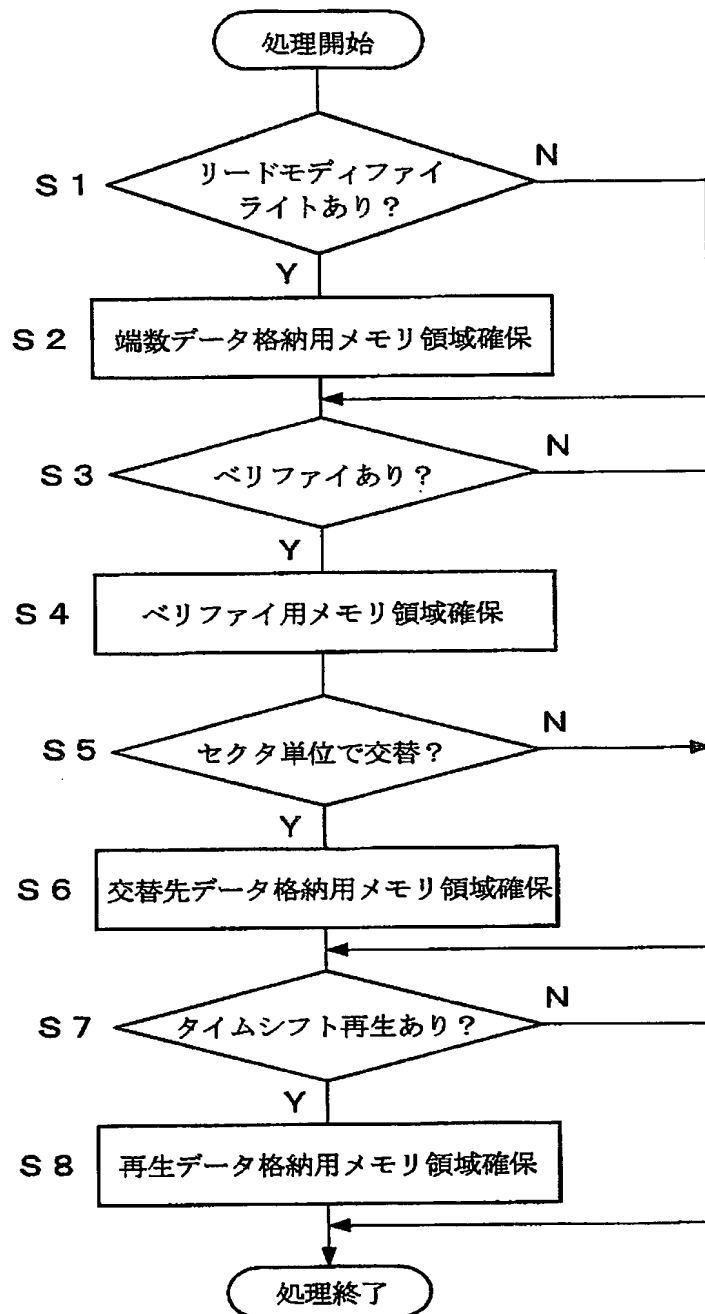 処理開始
S1
リードモディファイ
ライトあり?
N
Y
S2
端数データ格納用メモリ領域確保
S3
ベリファイあり?
N
Y
S4
ベリファイ用メモリ領域確保
S5
セクタ単位で交替?
N
Y
S6
交替先データ格納用メモリ領域確保
S7
タイムシフト再生あり?
N
Y
S8
再生データ格納用メモリ領域確保
処理終了